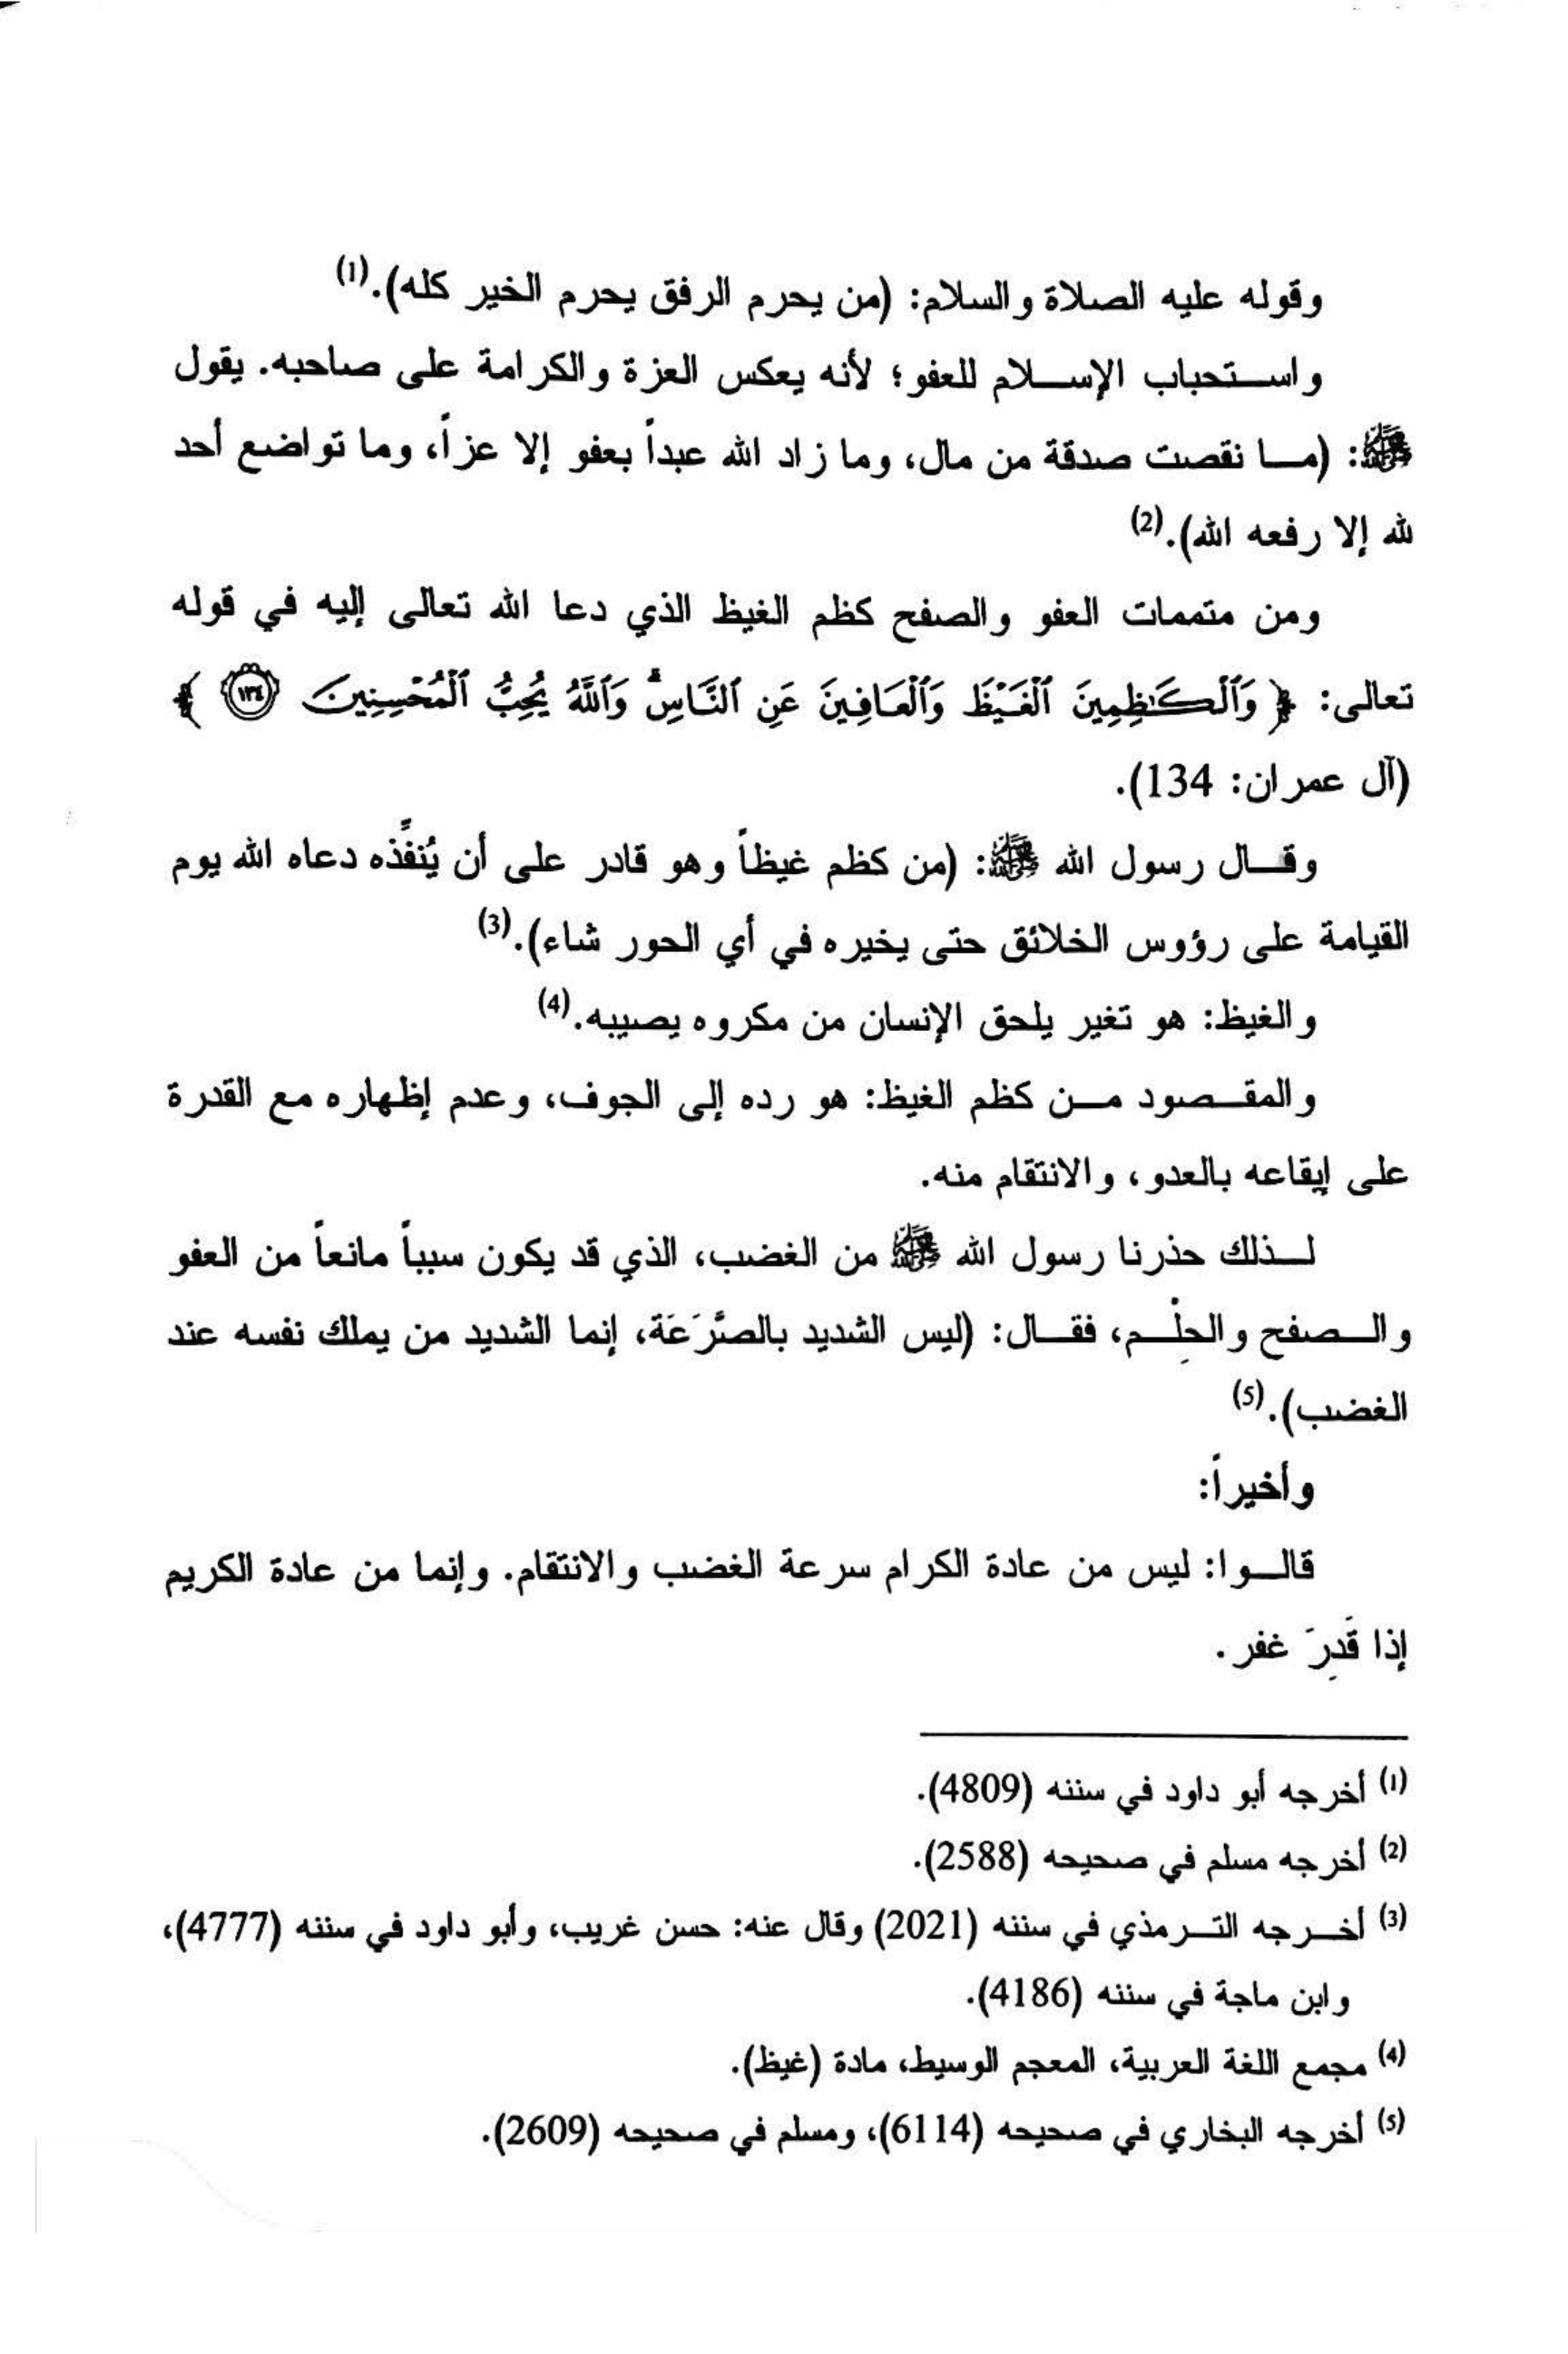 وقوله عليه الصلاة والسلام: (من يحرم الرفق يحرم الخير كله).(1)
واستحباب الإسلام للعفو؛ لأنه يعكس العزة والكرامة على صاحبه. يقول
ﷺ: (ما نقصت صدقة من مال، وما زاد الله عبداً بعفو إلا عزاً، وما تواضع أحد
لله إلا رفعه الله).(2)
ومن متممات العفو والصفح كظم الغيظ الذي دعا الله تعالى إليه في قوله
تعالى: ﴿ وَٱلْكَـٰظِمِينَ ٱلْغَيْظَ وَٱلْعَافِينَ عَنِ ٱلنَّاسِ ۗ وَٱللَّهُ يُحِبُّ ٱلْمُحْسِنِينَ ١٣٤ ﴾
(آل عمران: 134).
وقال رسول الله ﷺ: (من كظم غيظاً وهو قادر على أن يُنفِّذه دعاه الله يوم
القيامة على رؤوس الخلائق حتى يخيره في أي الحور شاء).(3)
والغيظ: هو تغير يلحق الإنسان من مكروه يصيبه.(4)
والمقصود من كظم الغيظ: هو رده إلى الجوف، وعدم إظهاره مع القدرة
على إيقاعه بالعدو، والانتقام منه.
لذلك حذرنا رسول الله ﷺ من الغضب، الذي قد يكون سبباً مانعاً من العفو
والصفح والحِلْم، فقال: (ليس الشديد بالصُّرَعَة، إنما الشديد من يملك نفسه عند
الغضب).(5)
وأخيراً:
قالوا: ليس من عادة الكرام سرعة الغضب والانتقام. وإنما من عادة الكريم
إذا قَدِرَ غفر.
(1) أخرجه أبو داود في سننه (4809).
(2) أخرجه مسلم في صحيحه (2588).
(3) أخرجه الترمذي في سننه (2021) وقال عنه: حسن غريب، وأبو داود في سننه (4777)،
وابن ماجة في سننه (4186).
(4) مجمع اللغة العربية، المعجم الوسيط، مادة (غيظ).
(5) أخرجه البخاري في صحيحه (6114)، ومسلم في صحيحه (2609).